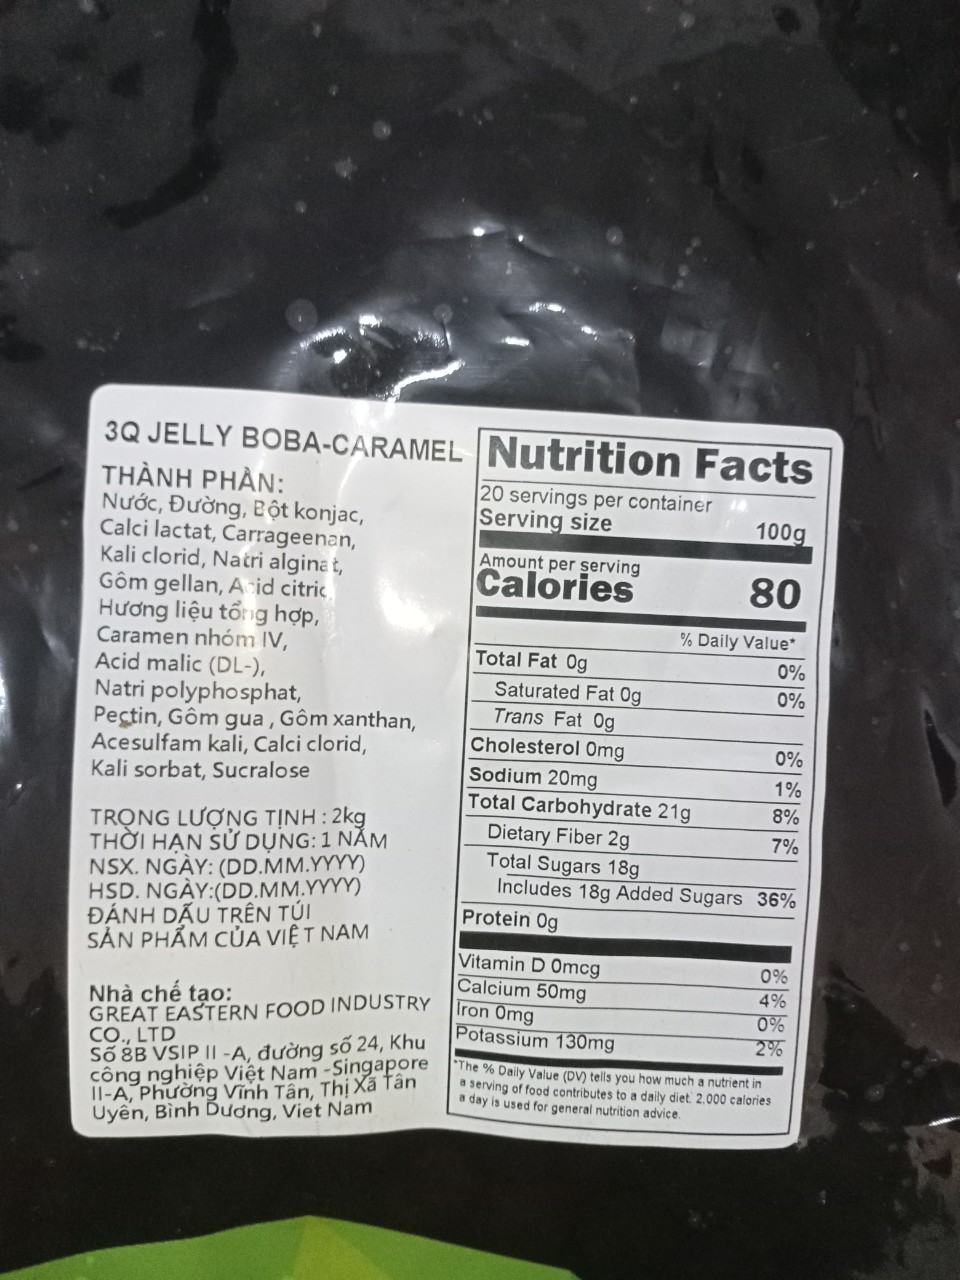 3Q JELLY BOBA-CARAMEL
THÀNH PHẦN:
Nước, Đường, Bột konjac,
Calci lactat, Carrageenan,
Kali clorid, Natri alginat,
Gôm gellan, Acid citric,
Hương liệu tổng hợp,
Caramen nhóm IV,
Acid malic (DL-),
Natri polyphosphat,
Pectin, Gôm gua , Gôm xanthan,
Acesulfam kali, Calci clorid,
Kali sorbat, Sucralose
TRỌNG LƯỢNG TỊNH : 2kg
THỜI HẠN SỬ DỤNG: 1 NĂM
NSX. NGÀY: (DD.MM.YYYY)
HSD. NGÀY:(DD.MM.YYYY)
ĐÁNH DẤU TRÊN TÚI
SẢN PHẨM CỦA VIỆT NAM
Nhà chế tạo:
GREAT EASTERN FOOD INDUSTRY
CO., LTD
Số 8B VSIP II -A, đường số 24, Khu
công nghiệp Việt Nam -Singapore
II-A, Phường Vĩnh Tân, Thị Xã Tân
Uyên, Bình Dương, Viet Nam
Nutrition Facts
20 servings per container
Serving size 100g
Amount per serving
Calories 80
% Daily Value*
Total Fat 0g 0%
Saturated Fat 0g 0%
Trans Fat 0g
Cholesterol 0mg 0%
Sodium 20mg 1%
Total Carbohydrate 21g 8%
Dietary Fiber 2g 7%
Total Sugars 18g
Includes 18g Added Sugars 36%
Protein 0g
Vitamin D 0mcg 0%
Calcium 50mg 4%
Iron 0mg 0%
Potassium 130mg 2%
*The % Daily Value (DV) tells you how much a nutrient in
a serving of food contributes to a daily diet. 2.000 calories
a day is used for general nutrition advice.